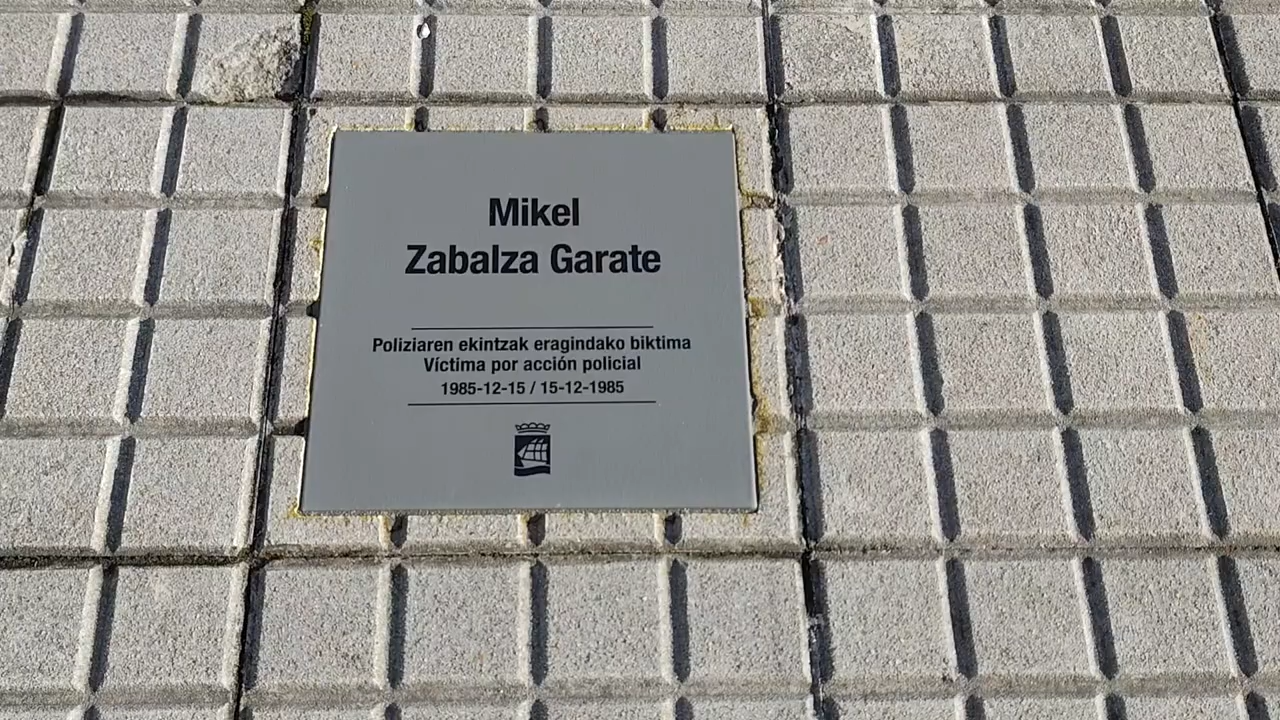 Mikel
Zabalza Garate
Poliziaren ekintzak eragindako biktima
Víctima por acción policial
1985-12-15 / 15-12-1985